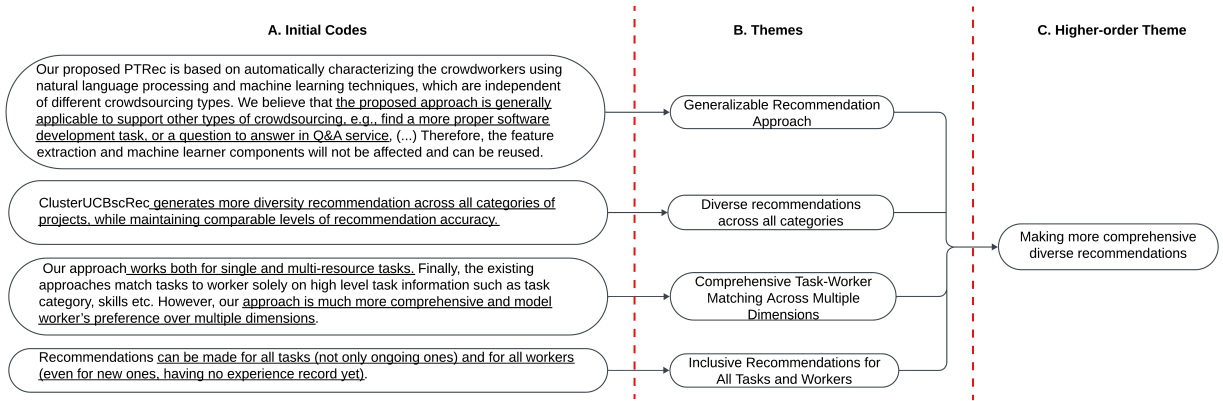 A. Initial Codes
B. Themes
C. Higher-order Theme
Our proposed PTRec is based on automatically characterizing the crowdworkers using
natural language processing and machine learning techniques, which are independent
of different crowdsourcing types. We believe that the proposed approach is generally
applicable to support other types of crowdsourcing, e.g., find a more proper software
development task, or a question to answer in Q&A service, (...) Therefore, the feature
extraction and machine learner components will not be affected and can be reused.
Generalizable Recommendation
Approach
ClusterUCBscRec generates more diversity recommendation across all categories of
projects, while maintaining comparable levels of recommendation accuracy.
Diverse recommendations
across all categories
Our approach works both for single and multi-resource tasks. Finally, the existing
approaches match tasks to worker solely on high level task information such as task
category, skills etc. However, our approach is much more comprehensive and model
worker's preference over multiple dimensions.
Comprehensive Task-Worker
Matching Across Multiple
Dimensions
Recommendations can be made for all tasks (not only ongoing ones) and for all workers
(even for new ones, having no experience record yet).
Inclusive Recommendations for
All Tasks and Workers
Making more comprehensive
diverse recommendations